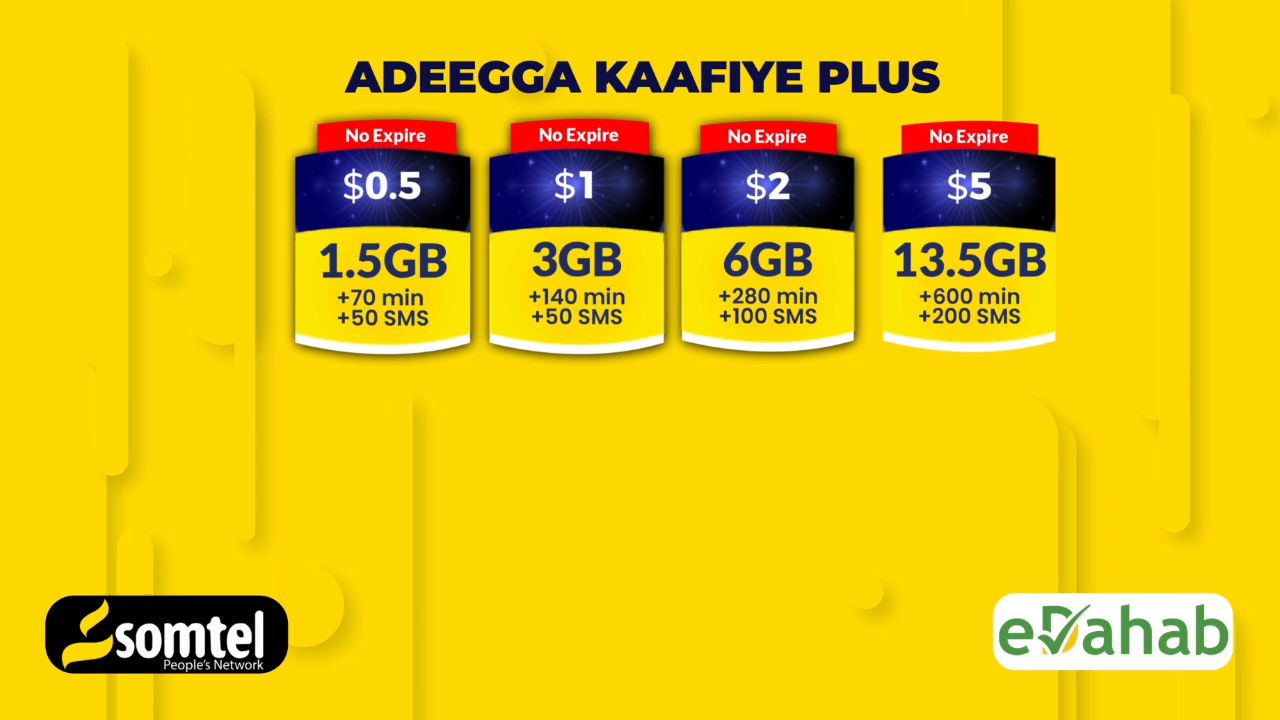 ADEEGGA KAAFIYE PLUS
No Expire
$0.5
1.5GB
+70 min
+50 SMS
No Expire
$1
3GB
+140 min
+50 SMS
No Expire
$2
6GB
+280 min
+100 SMS
No Expire
$5
13.5GB
+600 min
+200 SMS
somtel
People's Network
eDahab